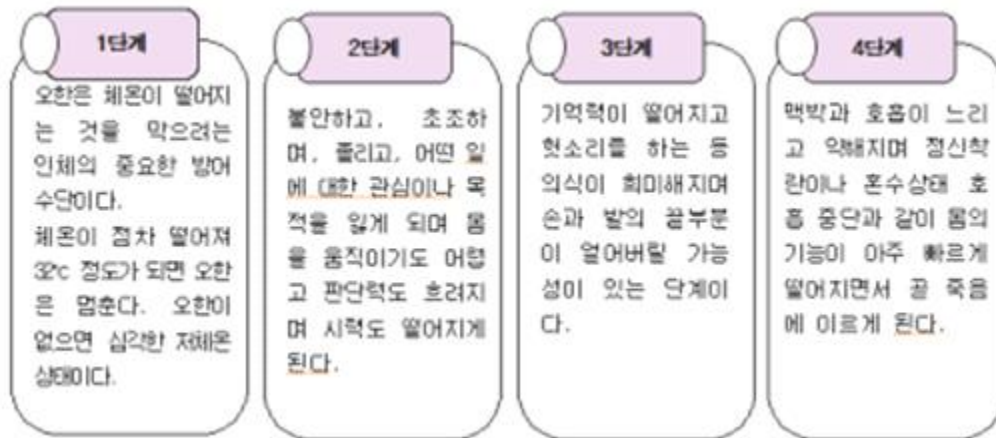 1단계
오한은 체온이 떨어지
는 것을 막으려는
인체의 중요한 방어
수단이다.
체온이 점차 떨어져
32℃ 정도가 되면 오한
은 멈춘다. 오한이
없으면 심각한 저체온
상태이다.
2단계
불안하고, 초조하
며, 졸리고, 어떤 일
에 대한 관심이나 목
적을 잃게 되며 몸
을 움직이기도 어렵
고 판단력도 흐려지
며 시력도 떨어지게
된다.
3단계
기억력이 떨어지고
헛소리를 하는 등
의식이 희미해지며
손과 발의 끝부분
이 얼어버릴 가능
성이 있는 단계이
다.
4단계
맥박과 호흡이 느리
고 약해지며 정신착
란이나 혼수상태 호
흡 중단과 같이 몸의
기능이 아주 빠르게
떨어지면서 곧 죽음
에 이르게 된다.